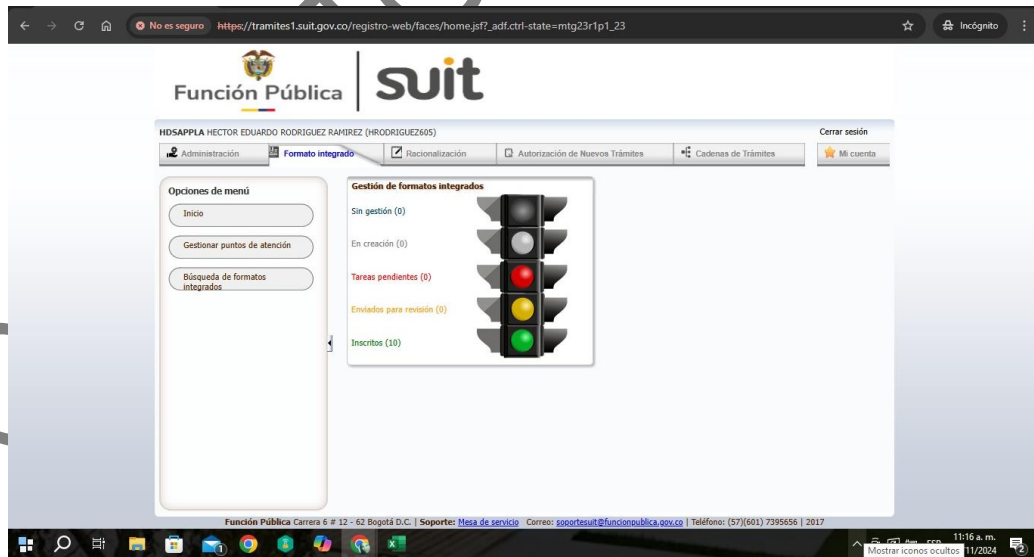 No es seguro https://tramites1.suit.gov.co/registro-web/faces/home.jsf?_adf.ctrl-state=mtg23r1p1_23
Incógnito
Función Pública
suit
HDSAPPLA HECTOR EDUARDO RODRIGUEZ RAMIREZ (HRODRIGUEZ605)
Cerrar sesión
Administración
Formato integrado
Racionalización
Autorización de Nuevos Trámites
Cadenas de Trámites
Mi cuenta
Opciones de menú
Inicio
Gestionar puntos de atención
Búsqueda de formatos
integrados
Gestión de formatos integrados
Sin gestión (0)
En creación (0)
Tareas pendientes (0)
Enviados para revisión (0)
Inscritos (10)
Función Pública Carrera 6 # 12 - 62 Bogotá D.C. | Soporte: Mesa de servicio Correo: soportesuit@funcionpublica.gov.co | Teléfono: (57)(601) 7395656 | 2017
11:16 a. m.
Mostrar iconos ocultos
11/2024